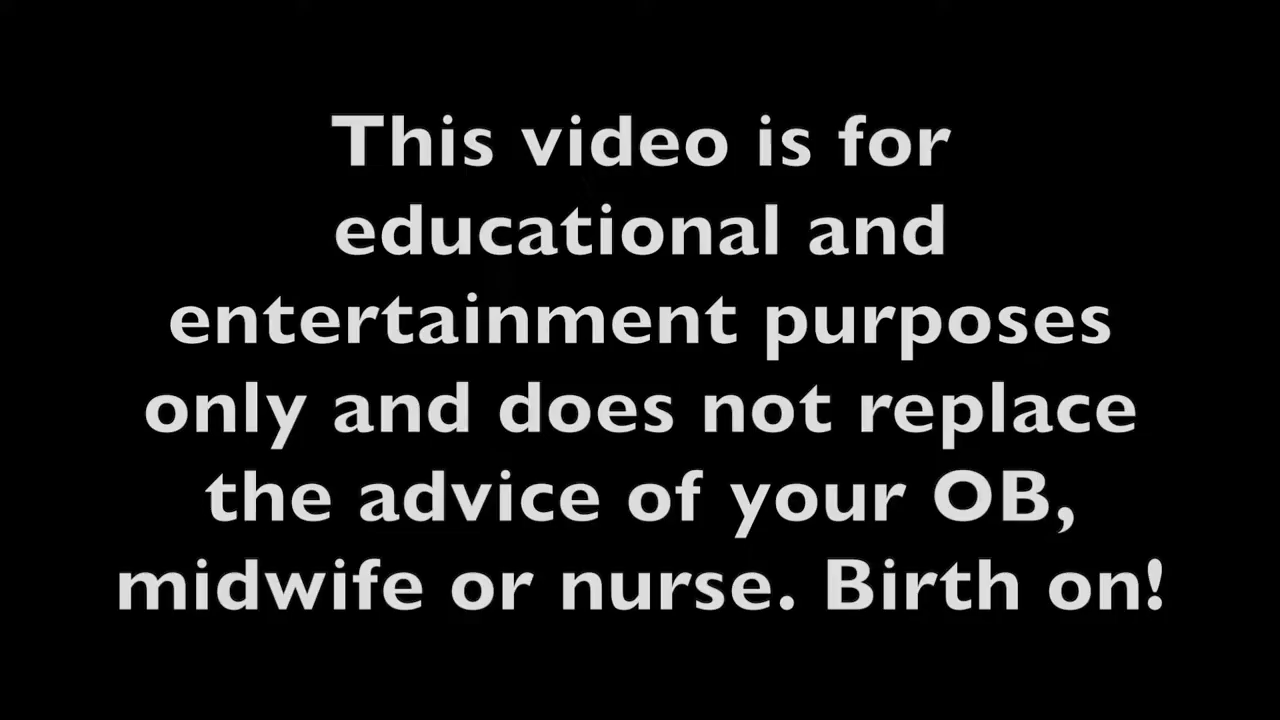 This video is for
educational and
entertainment purposes
only and does not replace
the advice of your OB,
midwife or nurse. Birth on!